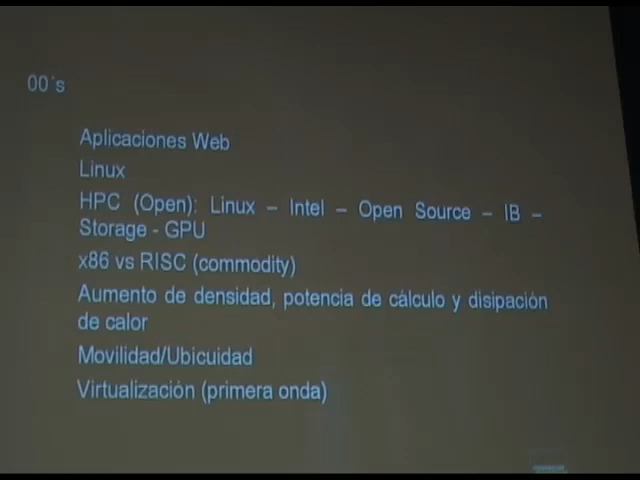 00´s
Aplicaciones Web
Linux
HPC (Open): Linux – Intel – Open Source – IB –
Storage - GPU
x86 vs RISC (commodity)
Aumento de densidad, potencia de cálculo y disipación
de calor
Movilidad/Ubicuidad
Virtualización (primera onda)